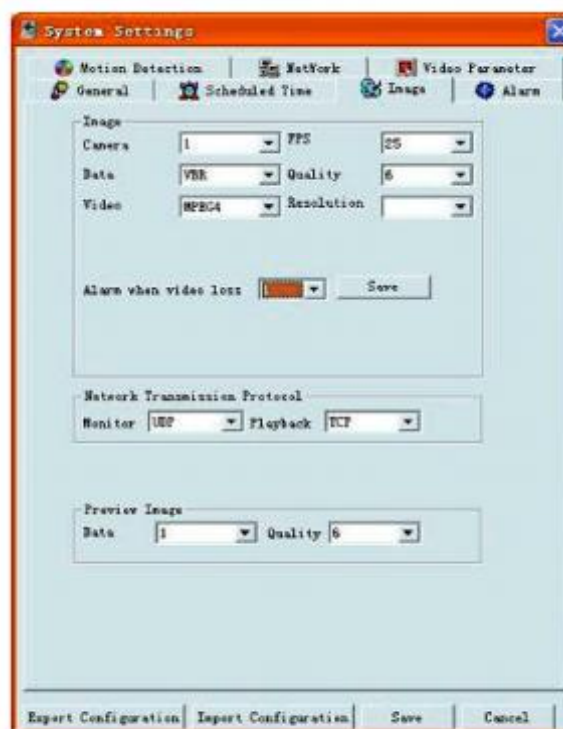 System Settings
Motion Detection NetWork Video Parameter
General Scheduled Time Image Alarm
Image
Camera 1 FPS 25
Data VBR Quality 6
Video MPEG4 Resolution
Alarm when video loss Save
Network Transmission Protocol
Monitor UDP Playback TCP
Preview Image
Data 1 Quality 6
Export Configuration Import Configuration Save Cancel